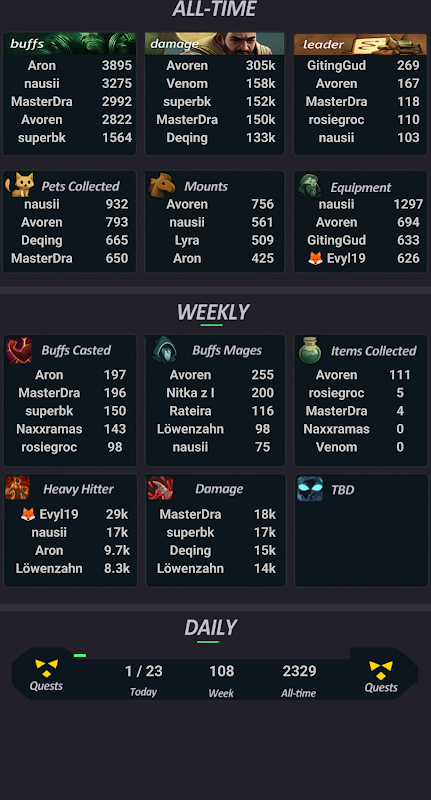 ALL-TIME
buffs
Aron 3895
nausii 3275
MasterDra 2992
Avoren 2822
superbk 1564
damage
Avoren 305k
Venom 158k
superbk 152k
MasterDra 150k
Deqing 133k
leader
GitingGud 269
Avoren 167
MasterDra 118
rosiegroc 110
nausii 103
Pets Collected
nausii 932
Avoren 793
Deqing 665
MasterDra 650
Mounts
Avoren 756
nausii 561
Lyra 509
Aron 425
Equipment
nausii 1297
Avoren 694
GitingGud 633
🦊 Evyl19 626
WEEKLY
Buffs Casted
Aron 197
MasterDra 196
superbk 150
Naxxramas 143
rosiegroc 98
Buffs Mages
Avoren 255
Nitka z l 200
Rateira 116
Löwenzahn 98
nausii 75
Items Collected
Avoren 111
rosiegroc 5
MasterDra 4
Naxxramas 0
Venom 0
Heavy Hitter
🦊 Evyl19 29k
nausii 17k
Aron 9.7k
Löwenzahn 8.3k
Damage
MasterDra 18k
superbk 17k
Deqing 15k
Löwenzahn 14k
TBD
DAILY
Quests
1 / 23
Today
108
Week
2329
All-time
Quests